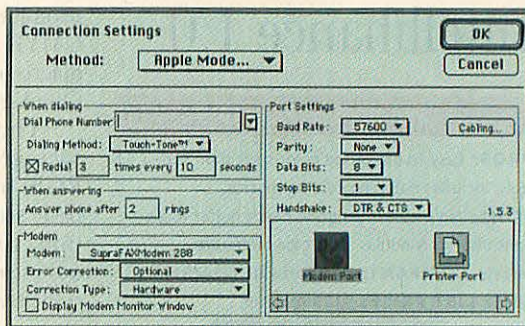 Connection Settings
OK
Method: Apple Mode...
Cancel
When dialing
Dial Phone Number
Dialing Method: Touch-Tone™
Redial 3 times every 10 seconds
When answering
Answer phone after 2 rings
Modem
Modem: SupraFAXModem 288
Error Correction: Optional
Correction Type: Hardware
Display Modem Monitor Window
Port Settings
Baud Rate: 57600
Cabling...
Parity: None
Data Bits: 8
Stop Bits: 1
Handshake: DTR & CTS
1.5.3
Modem Port
Printer Port